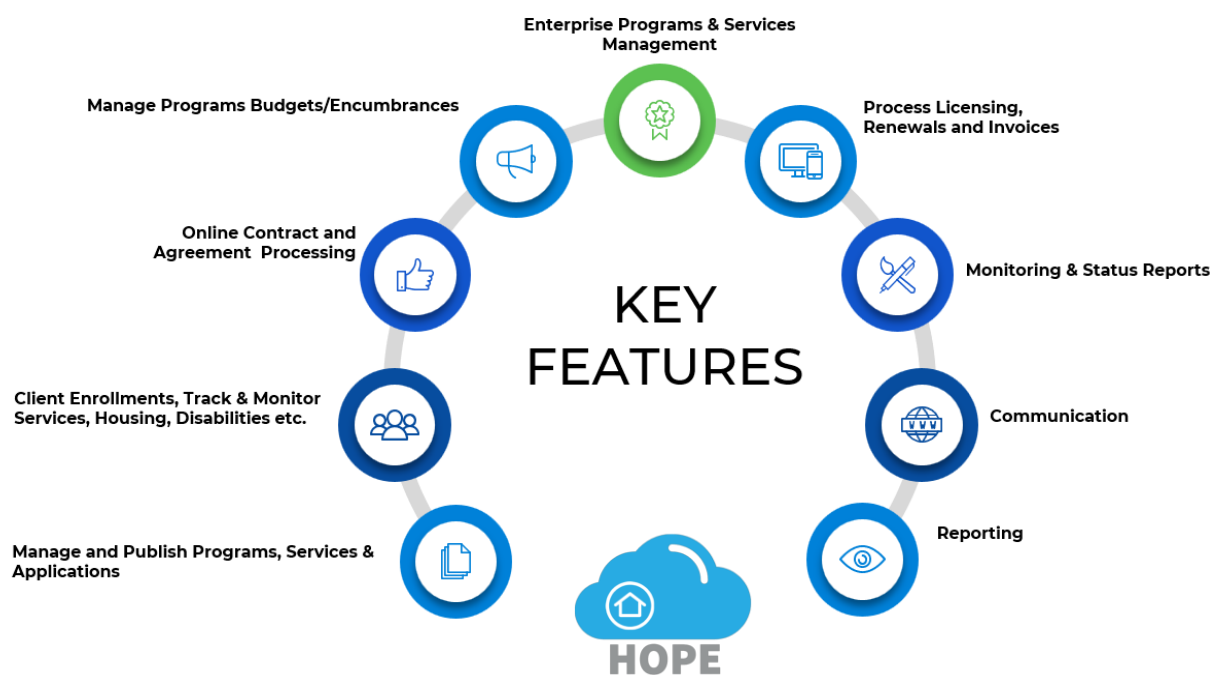 Enterprise Programs & Services
Management
Manage Programs Budgets/Encumbrances
Process Licensing,
Renewals and Invoices
Online Contract and
Agreement  Processing
Monitoring & Status Reports
KEY
FEATURES
Client Enrollments, Track & Monitor
Services, Housing, Disabilities etc.
Communication
WWW
Manage and Publish Programs, Services &
Applications
Reporting
HOPE